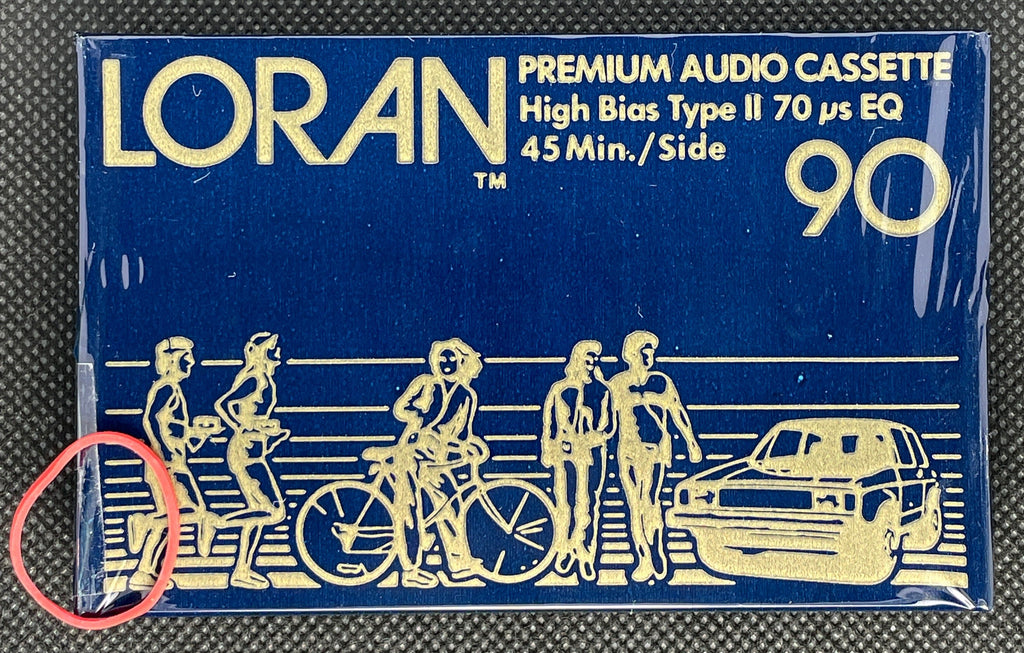 LORAN
TM
PREMIUM AUDIO CASSETTE
High Bias Type II 70 µs EQ
45 Min./Side
90